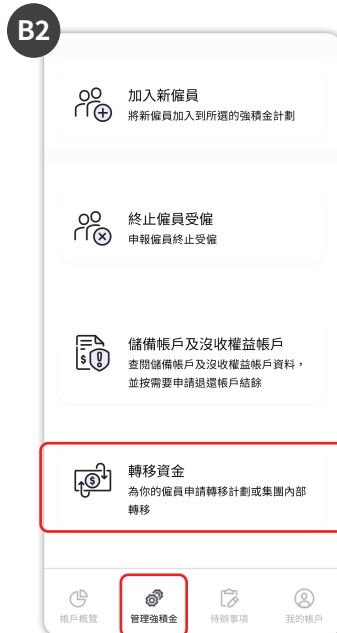 B2
加入新僱員
將新僱員加入到所選的強積金計劃
終止僱員受僱
申報僱員終止受僱
儲備帳戶及沒收權益帳戶
查閱儲備帳戶及沒收權益帳戶資料，
並按需要申請退還帳戶結餘
轉移資金
為你的僱員申請轉移計劃或集團內部
轉移
帳戶概覽
管理強積金
待辦事項
我的帳戶